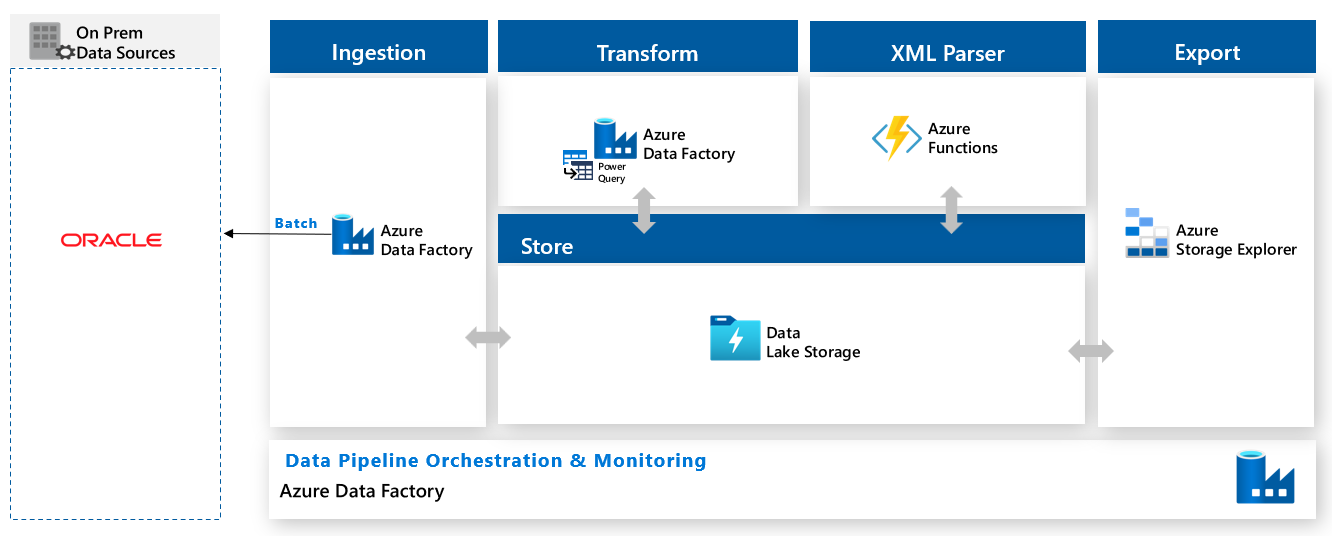 On Prem
Data Sources
ORACLE
Batch
Ingestion
Azure
Data Factory
Transform
Azure
Data Factory
Power
Query
XML Parser
Azure
Functions
Store
Data
Lake Storage
Export
Azure
Storage Explorer
Data Pipeline Orchestration & Monitoring
Azure Data Factory